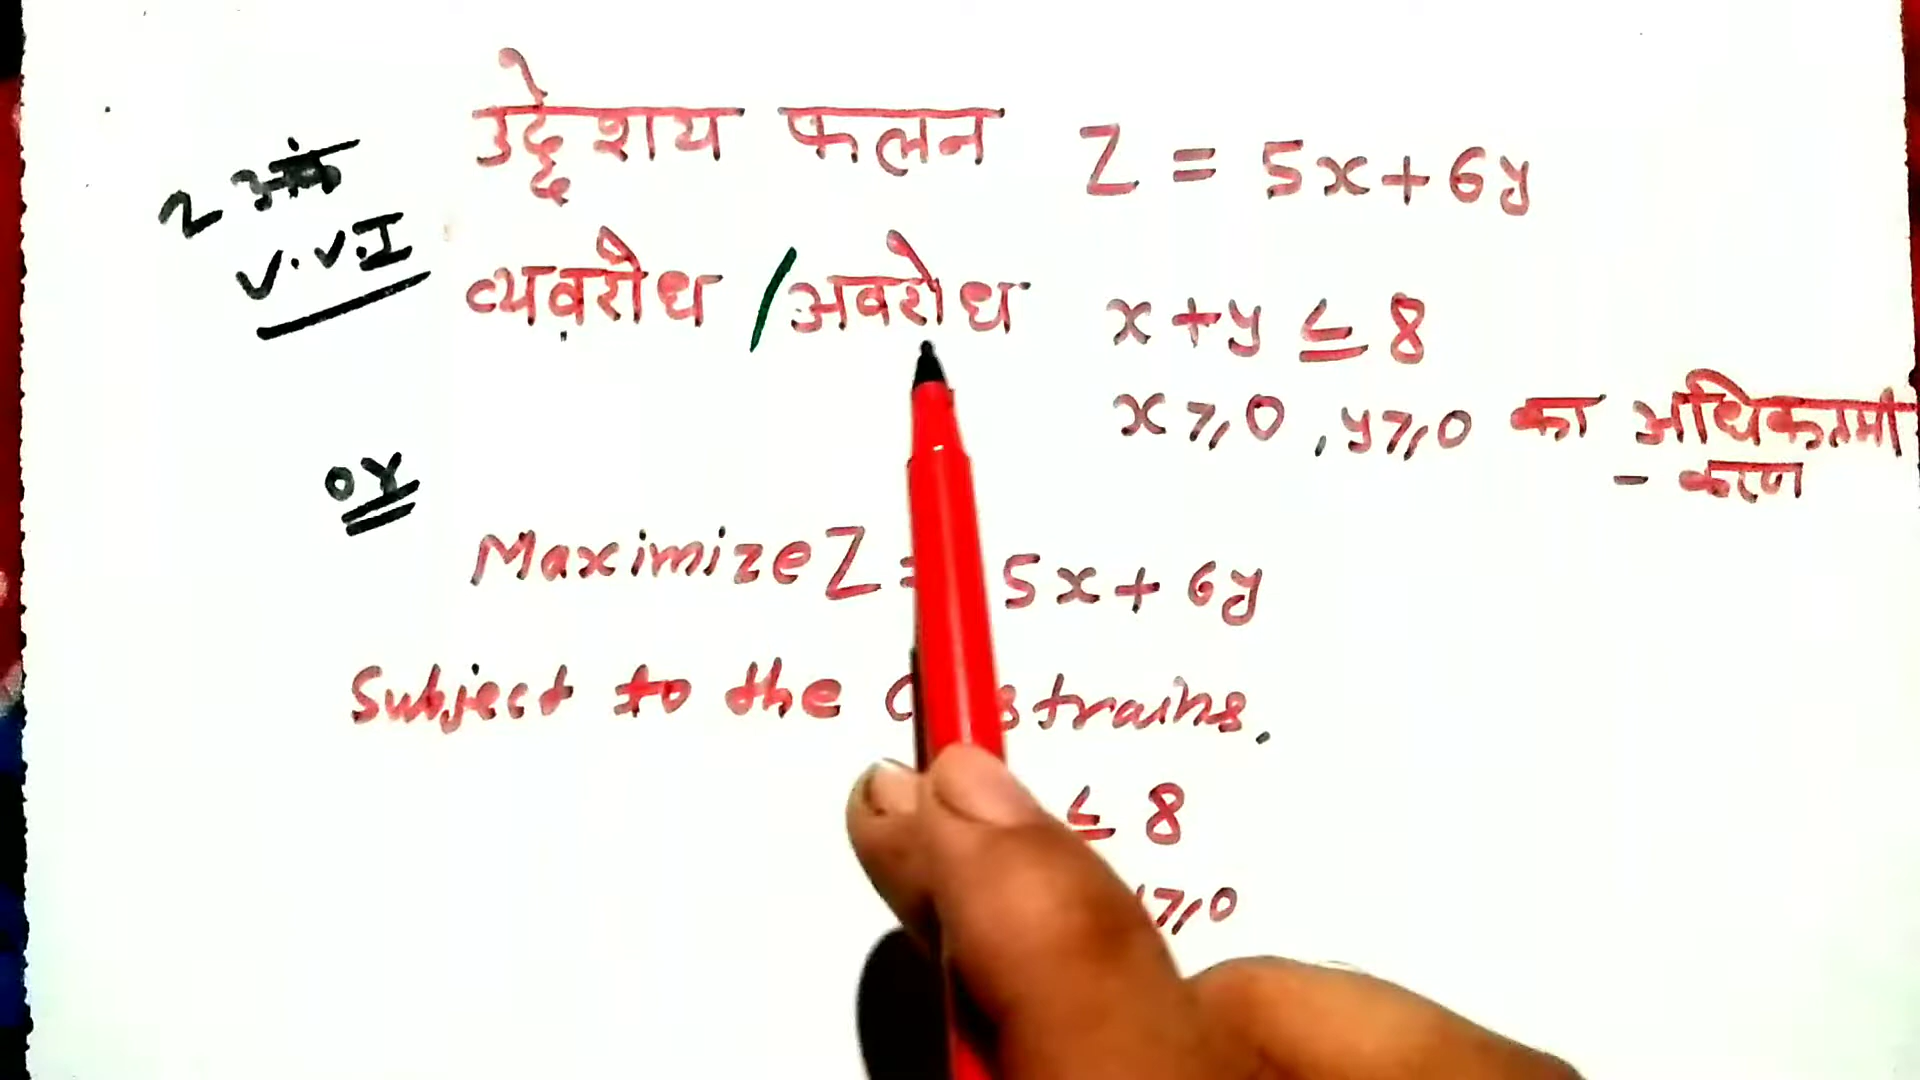 उद्देशय फलन Z = 5x+6y
2 अंक
V.V.I
व्यवरोध / अवरोध x+y ≤ 8
x ≥ 0 , y ≥ 0 का अधिकतमी
- करण
or
Maximize Z = 5x+6y
Subject to the
≤ 8
≥ 0